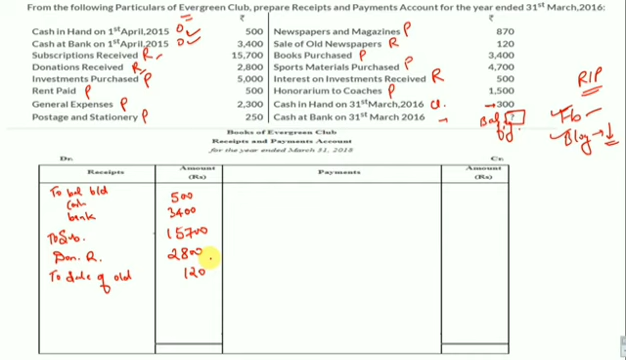 From the following Particulars of Evergreen Club, prepare Receipts and Payments Account for the year ended 31st March,2016:
₹ ₹
Cash in Hand on 1st April,2015 O 500 Newspapers and Magazines P 870
Cash at Bank on 1st April,2015 O 3,400 Sale of Old Newspapers R 120
Subscriptions Received R 15,700 Books Purchased P 3,400
Donations Received R 2,800 Sports Materials Purchased P 4,700
Investments Purchased P 5,000 Interest on Investments Received R 500
Rent Paid P 500 Honorarium to Coaches P 1,500
General Expenses P 2,300 Cash in Hand on 31st March,2016 cl. 300
Postage and Stationery P 250 Cash at Bank on 31st March 2016 Bal ?
fig
RIP
Fb
Blog
Books of Evergreen Club
Receipts and Payments Account
for the year ended March 31, 2018
Dr. Cr.
Receipts Amount (Rs) Payments Amount (Rs)
To bal b/d
Cash 500
bank 3400
To Sub. 15700
Don. R. 2800
To Sale of old 120